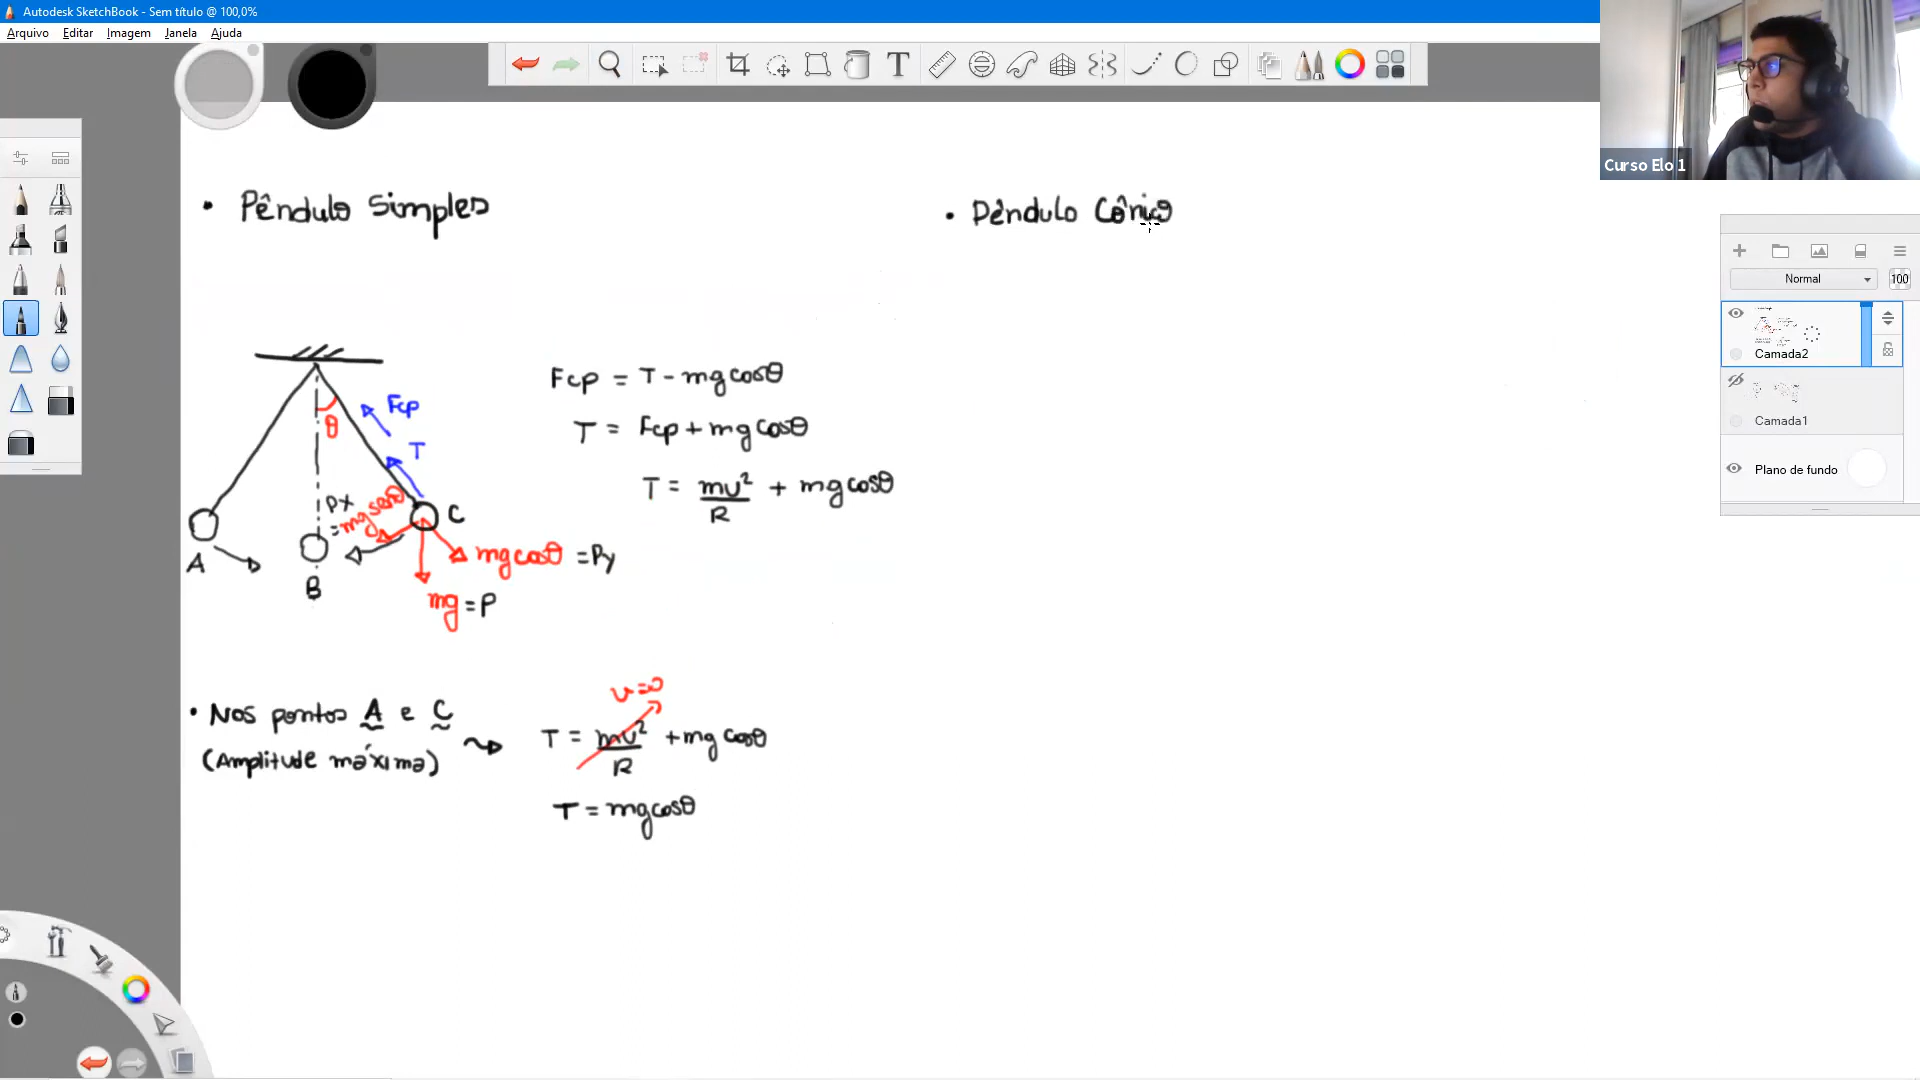 Autodesk SketchBook - Sem título @ 100,0%
Arquivo Editar Imagem Janela Ajuda
Curso Elo 1
• Pêndulo Simples
• Pêndulo Cônico
Normal
100
Camada2
Camada1
Plano de fundo
θ
Fcp
T
Px
= mg senθ
A
B
C
mg cosθ = Py
mg = P
Fcp = T - mg cosθ
T = Fcp + mg cosθ
T = mv²/R + mg cosθ
• Nos pontos A e C
(Amplitude máxima)
v=0
T = mv²/R + mg cosθ
T = mg cosθ